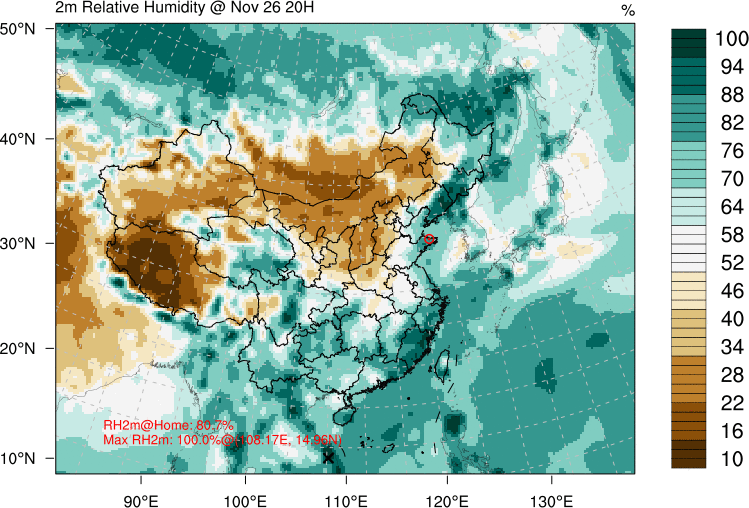 2m Relative Humidity @ Nov 26 20H
%
50°N
40°N
30°N
20°N
10°N
90°E
100°E
110°E
120°E
130°E
100
94
88
82
76
70
64
58
52
46
40
34
28
22
16
10
RH2m@Home: 80.7%
Max RH2m: 100.0%@(108.17E, 14.96N)